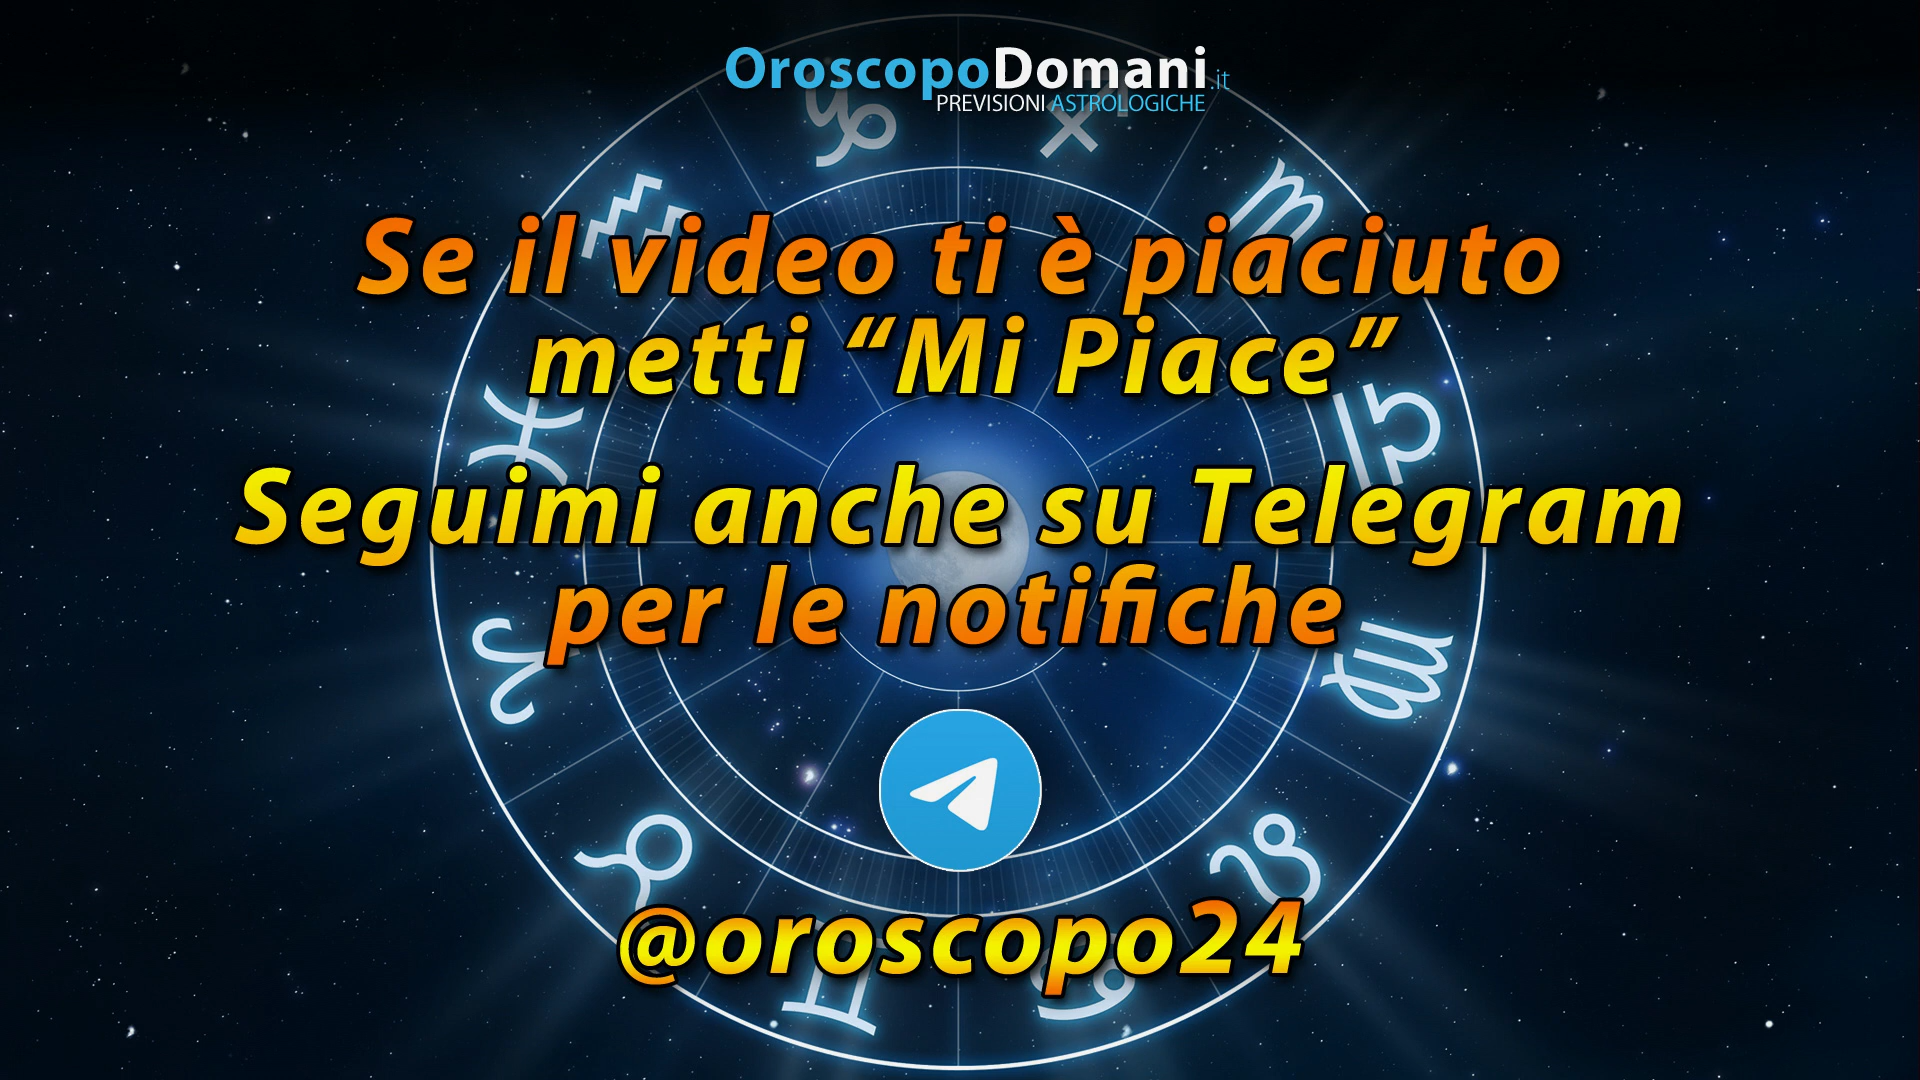 OroscopoDomani.it
PREVISIONI ASTROLOGICHE
Se il video ti è piaciuto
metti “Mi Piace”
Seguimi anche su Telegram
per le notifiche
@oroscopo24